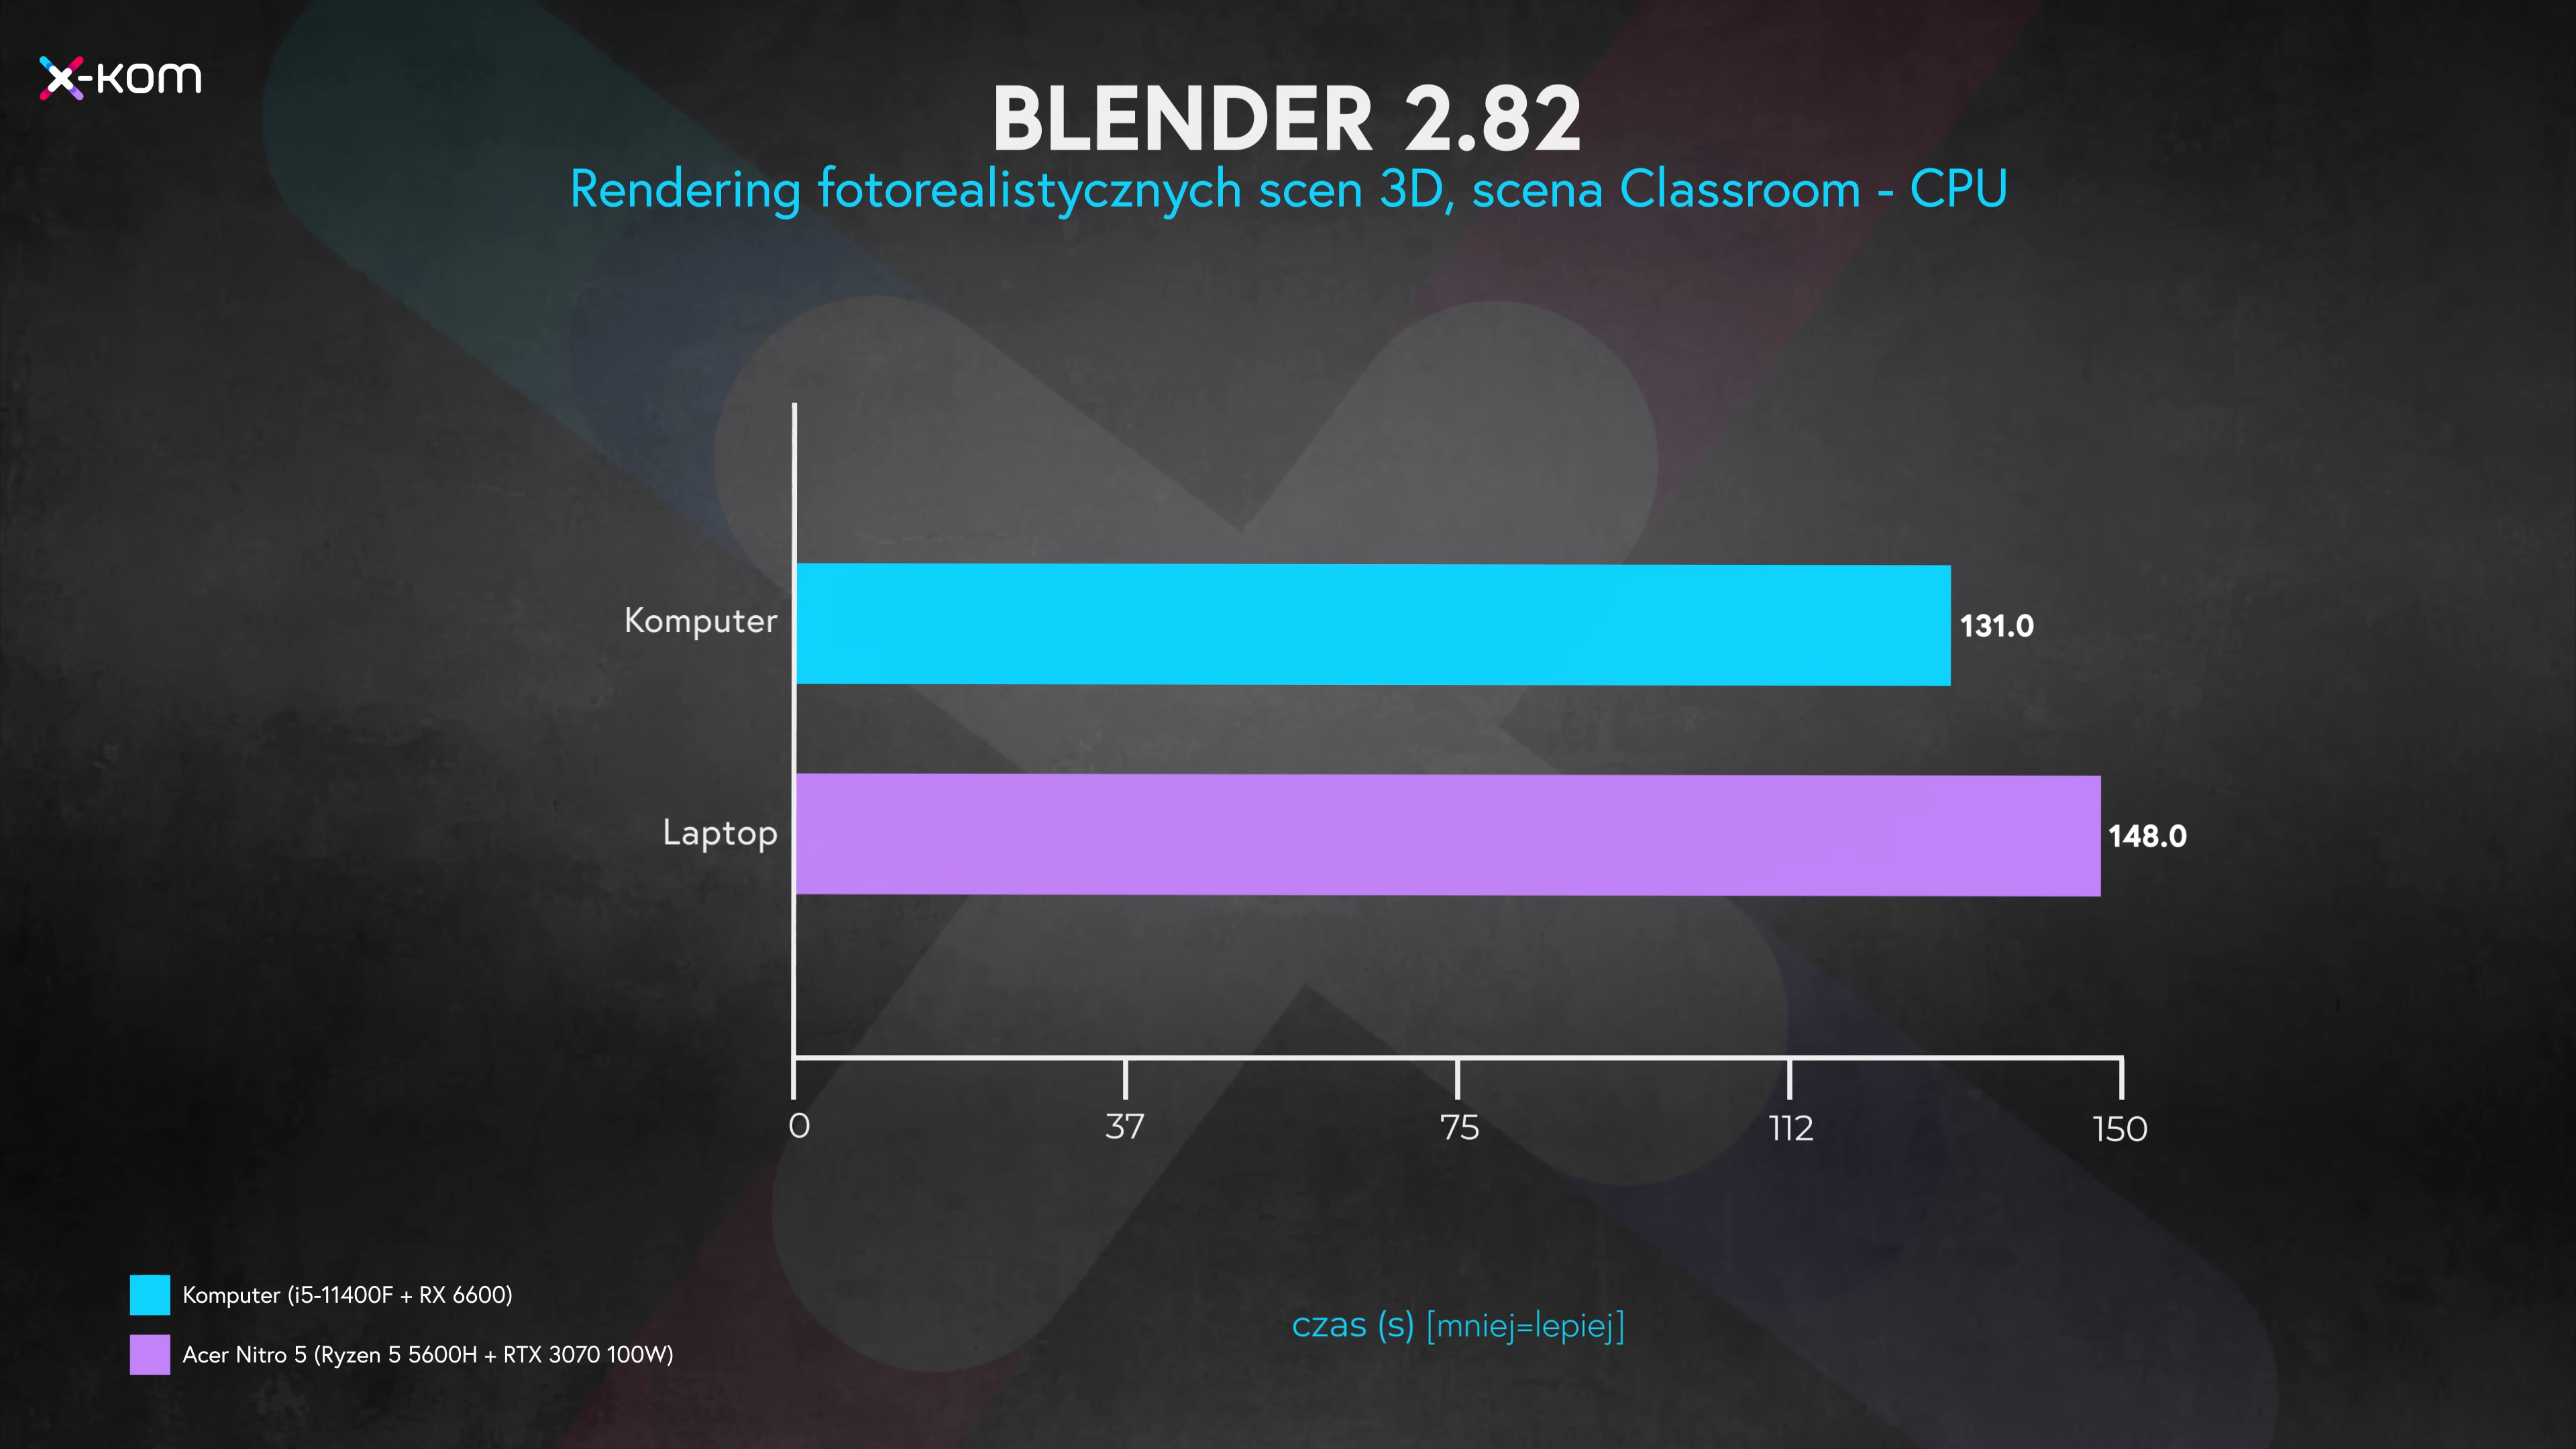 x-kom
BLENDER 2.82
Rendering fotorealistycznych scen 3D, scena Classroom - CPU
Komputer
131.0
Laptop
148.0
0 37 75 112 150
Komputer (i5-11400F + RX 6600)
czas (s) [mniej=lepiej]
Acer Nitro 5 (Ryzen 5 5600H + RTX 3070 100W)